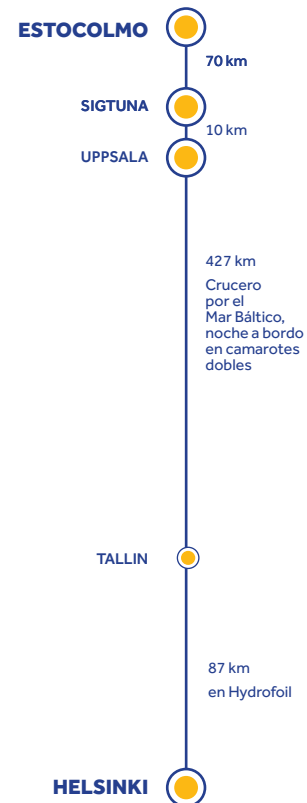 ESTOCOLMO
70 km
SIGTUNA
10 km
UPPSALA
427 km
Crucero
por el
Mar Báltico,
noche a bordo
en camarotes
dobles
TALLIN
87 km
en Hydrofoil
HELSINKI